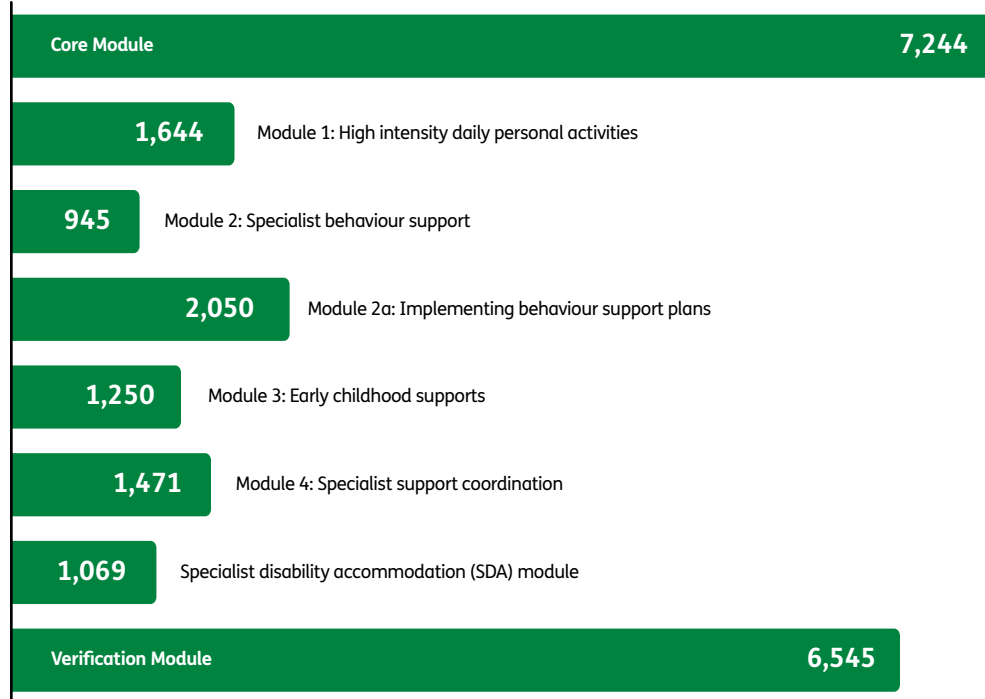 Core Module 7,244
1,644 Module 1: High intensity daily personal activities
945 Module 2: Specialist behaviour support
2,050 Module 2a: Implementing behaviour support plans
1,250 Module 3: Early childhood supports
1,471 Module 4: Specialist support coordination
1,069 Specialist disability accommodation (SDA) module
Verification Module 6,545